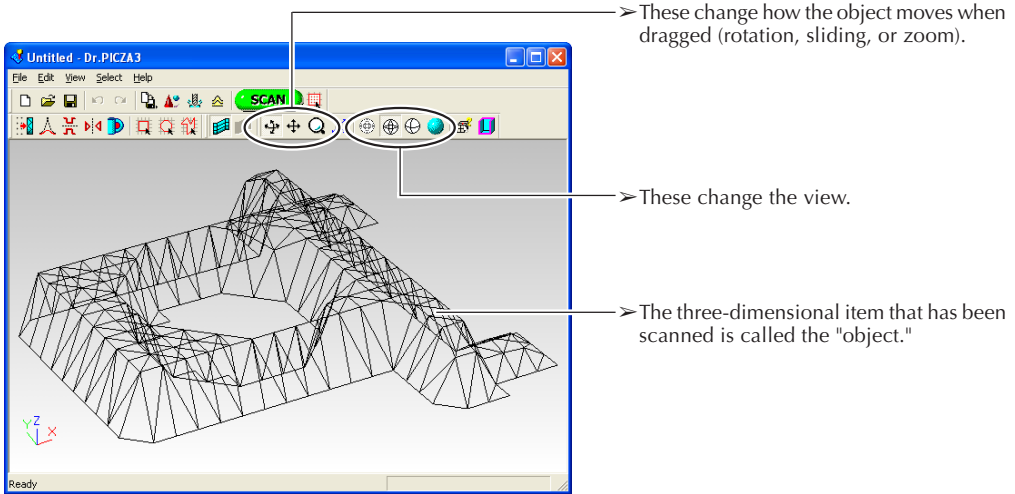 ➢ These change how the object moves when
dragged (rotation, sliding, or zoom).
Untitled - Dr.PICZA3
File Edit View Select Help
SCAN
➢ These change the view.
➢ The three-dimensional item that has been
scanned is called the "object."
Y Z X
Ready